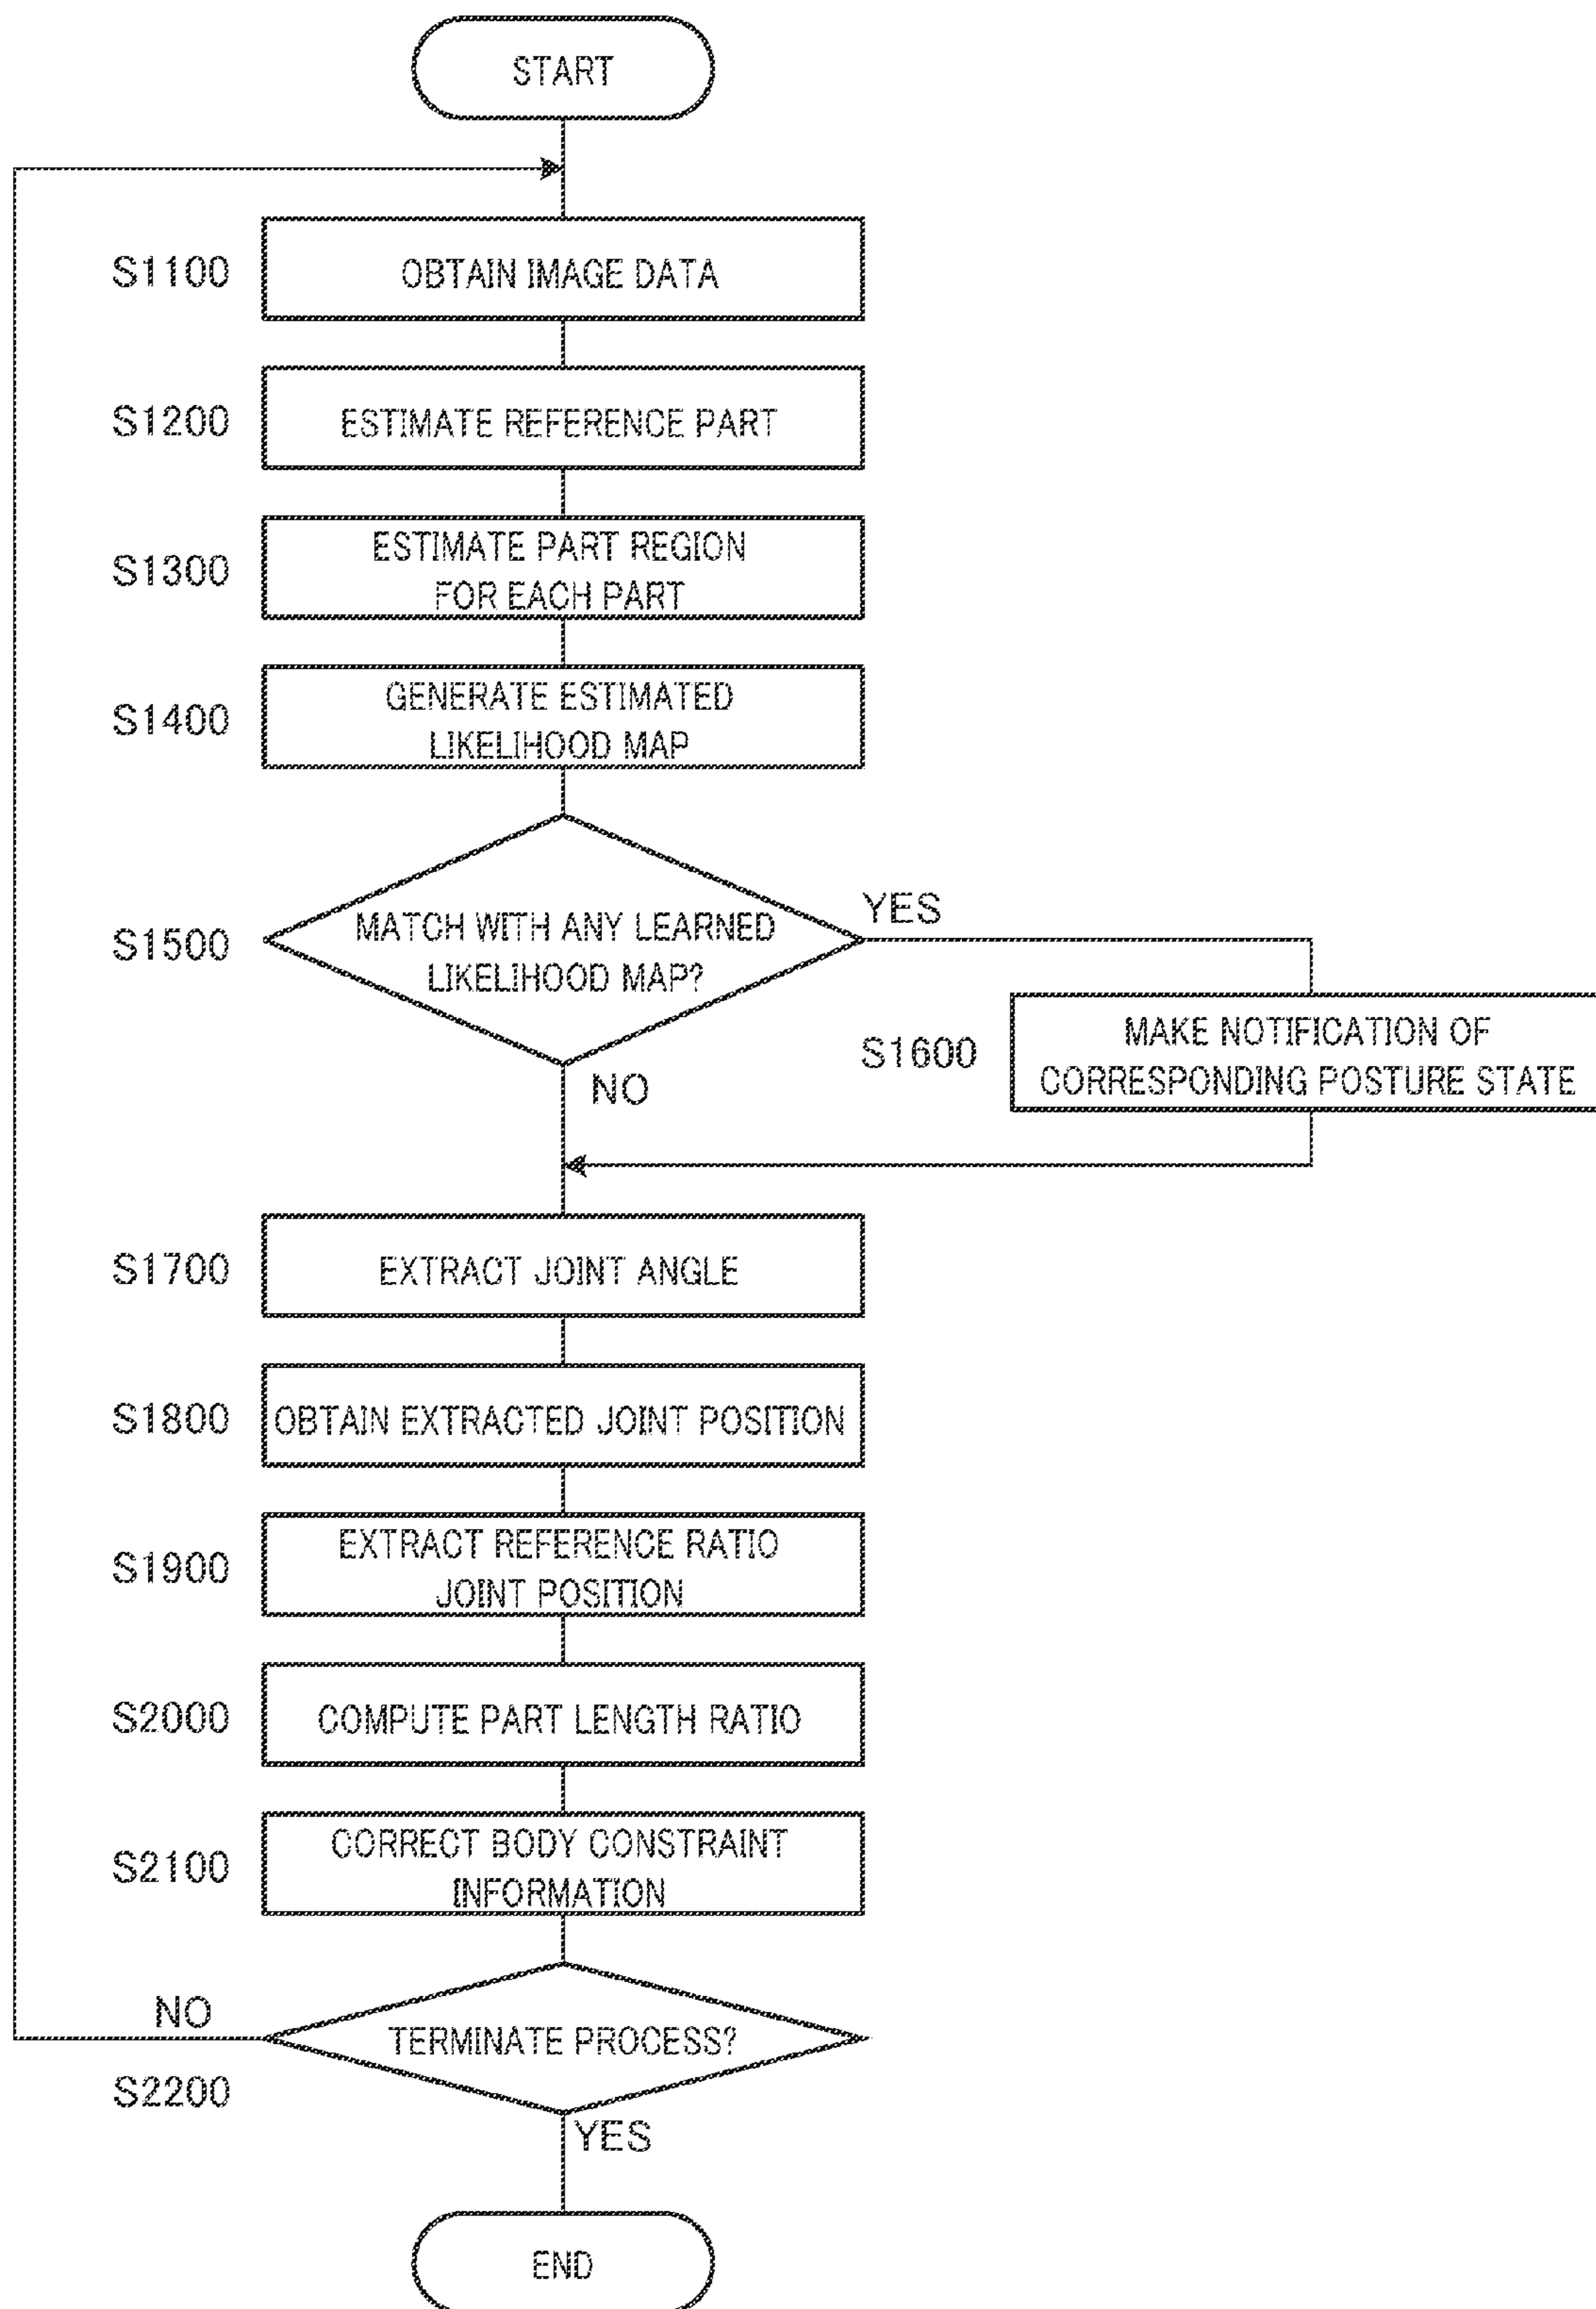 START
S1100
OBTAIN IMAGE DATA
S1200
ESTIMATE REFERENCE PART
S1300
ESTIMATE PART REGION
FOR EACH PART
S1400
GENERATE ESTIMATED
LIKELIHOOD MAP
S1500
MATCH WITH ANY LEARNED
LIKELIHOOD MAP?
YES
NO
S1600
MAKE NOTIFICATION OF
CORRESPONDING POSTURE STATE
S1700
EXTRACT JOINT ANGLE
S1800
OBTAIN EXTRACTED JOINT POSITION
S1900
EXTRACT REFERENCE RATIO
JOINT POSITION
S2000
COMPUTE PART LENGTH RATIO
S2100
CORRECT BODY CONSTRAINT
INFORMATION
NO
TERMINATE PROCESS?
S2200
YES
END